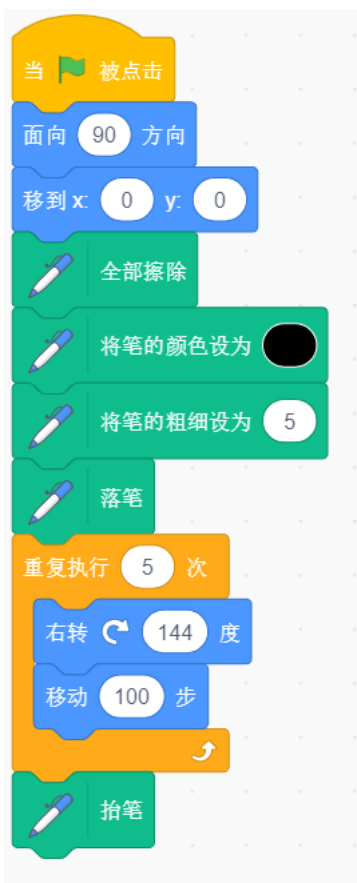 当 被点击
面向 90 方向
移到 x: 0 y: 0
全部擦除
将笔的颜色设为
将笔的粗细设为 5
落笔
重复执行 5 次
右转 144 度
移动 100 步
抬笔